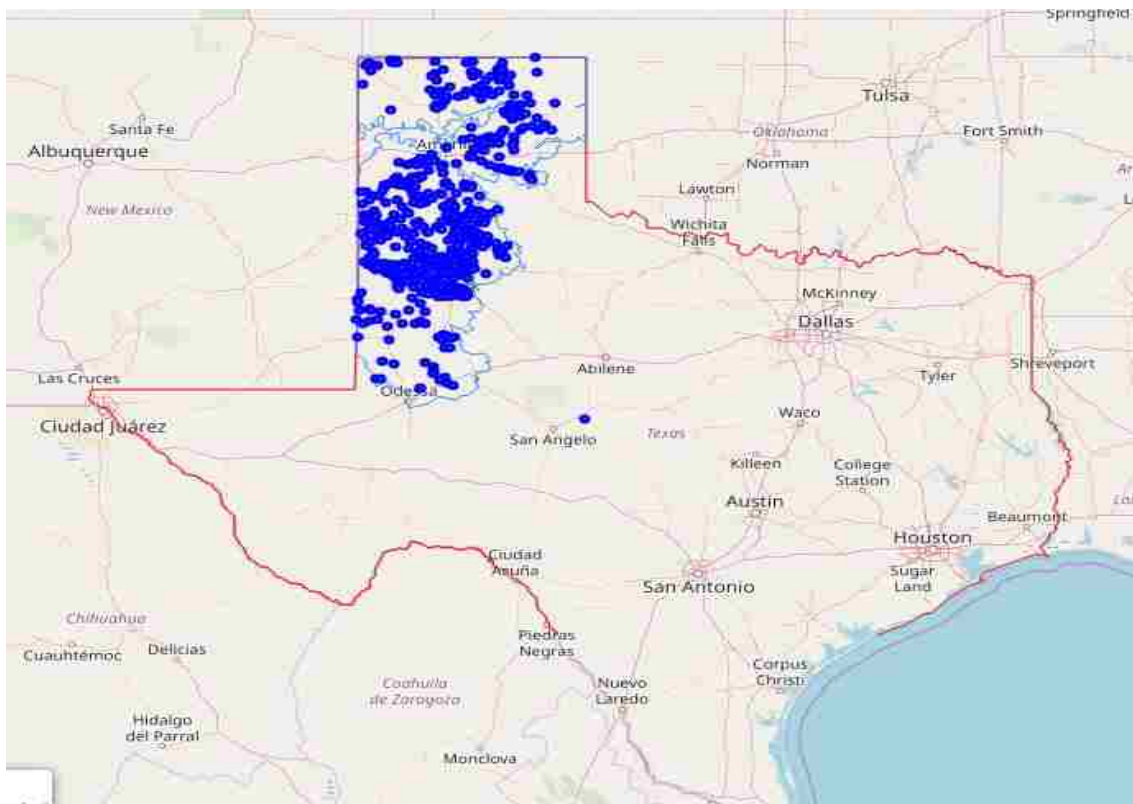 Springfield
Tulsa
Santa Fe
Oklahoma
Fort Smith
Albuquerque
Norman
Lawton
New Mexico
Wichita
Falls
McKinney
Dallas
Las Cruces
Abilene
Tyler
Shreveport
Odessa
Ciudad Juárez
Waco
San Angelo
Texas
Killeen
College
Station
Austin
Beaumont
Houston
Ciudad
Acuña
San Antonio
Sugar
Land
Chihuahua
Cuauhtémoc
Delicias
Piedras
Negras
Corpus
Christi
Coahuila
de Zaragoza
Nuevo
Laredo
Hidalgo
del Parral
Monclova